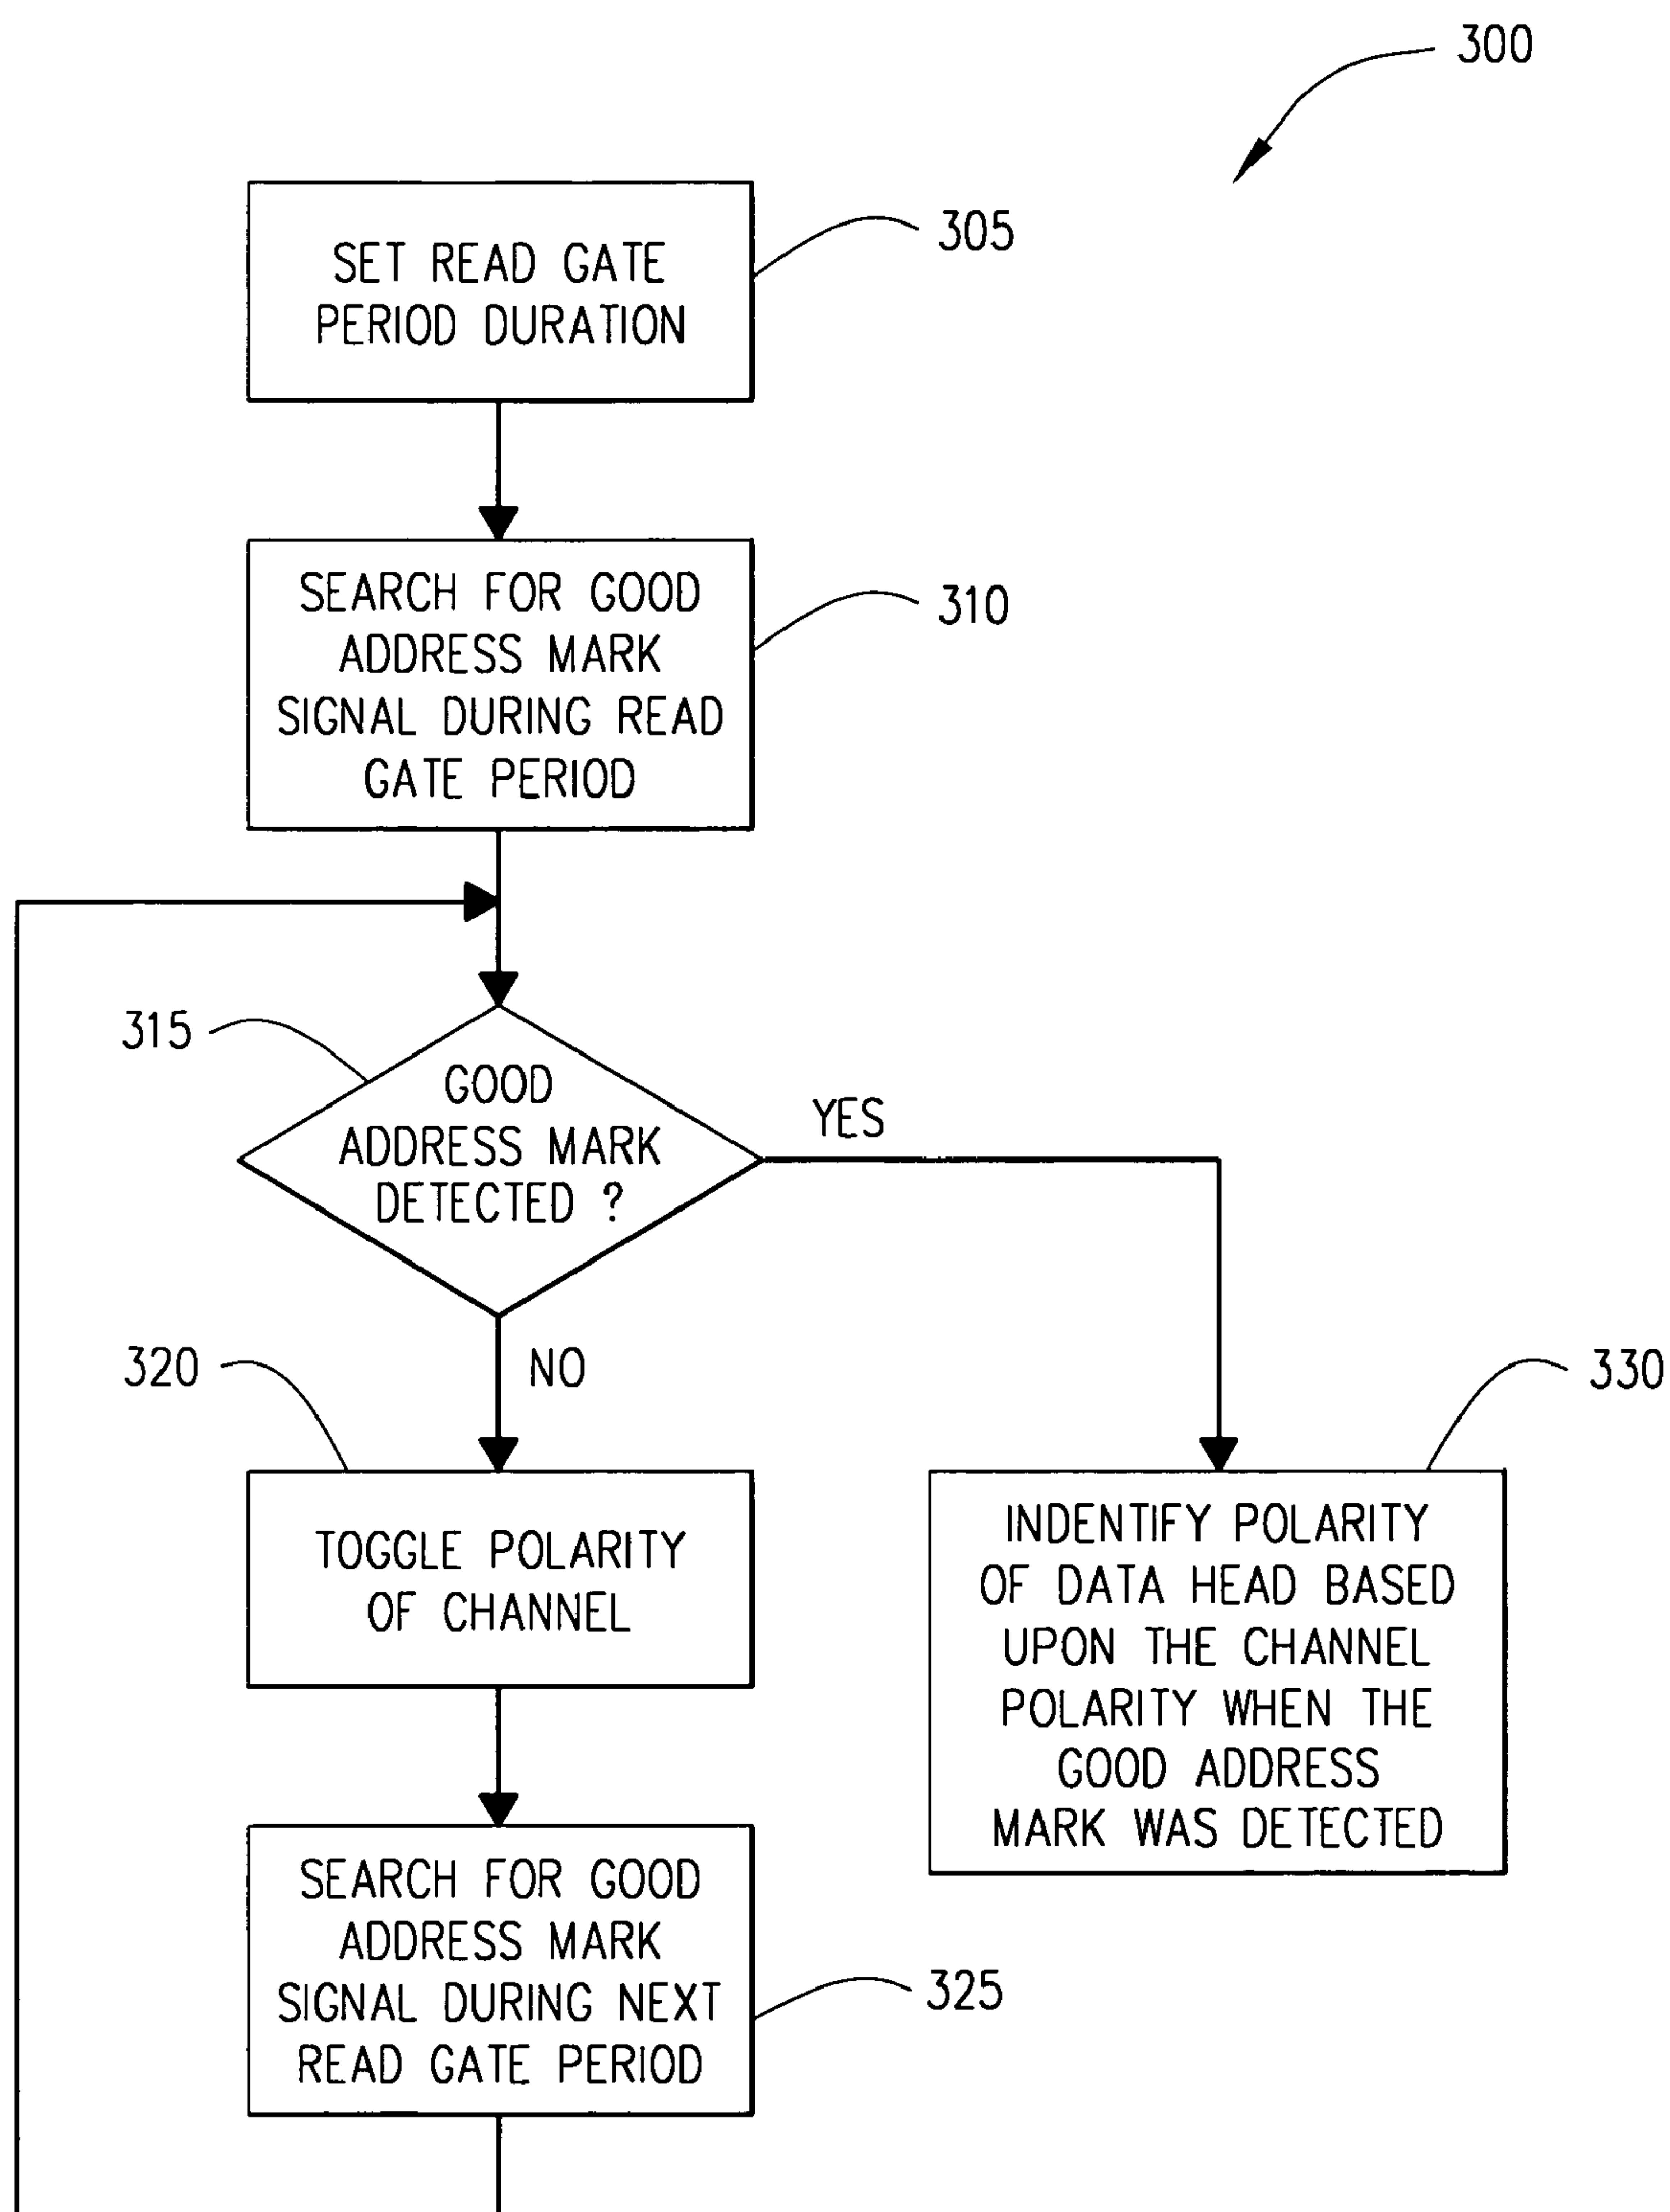 300
SET READ GATE
PERIOD DURATION
305
SEARCH FOR GOOD
ADDRESS MARK
SIGNAL DURING READ
GATE PERIOD
310
315
GOOD
ADDRESS MARK
DETECTED ?
YES
NO
320
TOGGLE POLARITY
OF CHANNEL
330
INDENTIFY POLARITY
OF DATA HEAD BASED
UPON THE CHANNEL
POLARITY WHEN THE
GOOD ADDRESS
MARK WAS DETECTED
SEARCH FOR GOOD
ADDRESS MARK
SIGNAL DURING NEXT
READ GATE PERIOD
325